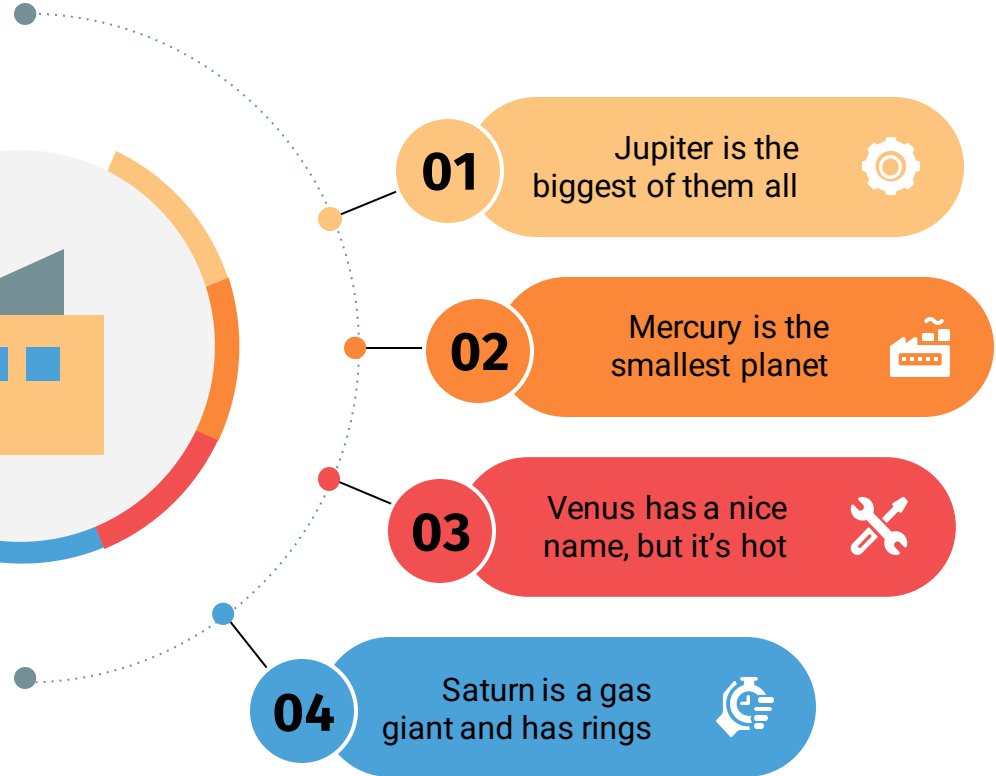 01
Jupiter is the
biggest of them all
02
Mercury is the
smallest planet
03
Venus has a nice
name, but it’s hot
04
Saturn is a gas
giant and has rings